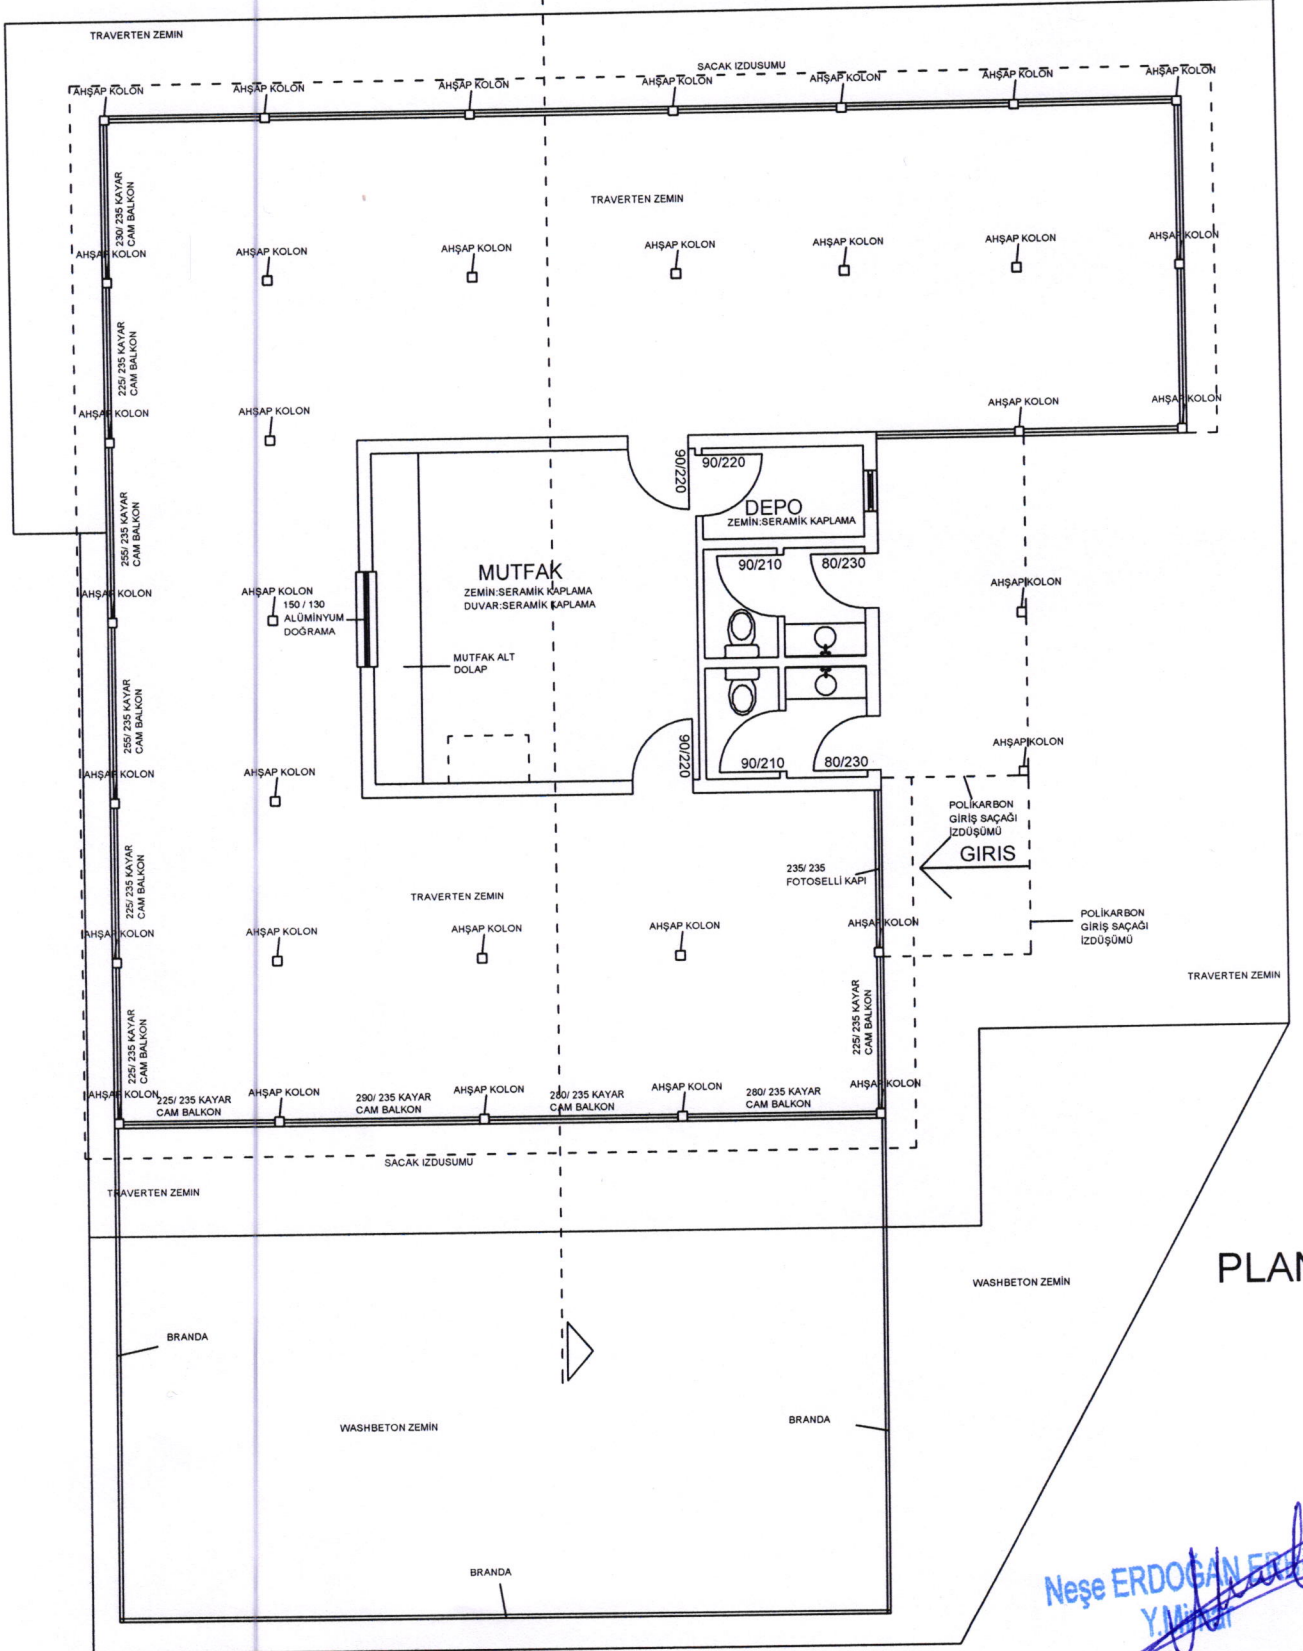 TRAVERTEN ZEMIN
SACAK IZDUSUMU
AHŞAP KOLON
AHŞAP KOLON
AHŞAP KOLON
AHŞAP KOLON
AHŞAP KOLON
AHŞAP KOLON
AHŞAP KOLON
230/ 235 KAYAR
CAM BALKON
TRAVERTEN ZEMIN
AHŞAP KOLON
AHŞAP KOLON
AHŞAP KOLON
AHŞAP KOLON
AHŞAP KOLON
AHŞAP KOLON
AHŞAP KOLON
225/ 235 KAYAR
CAM BALKON
AHŞAP KOLON
AHŞAP KOLON
AHŞAP KOLON
AHŞAP KOLON
90/220
90/220
DEPO
ZEMİN:SERAMİK KAPLAMA
255/ 235 KAYAR
CAM BALKON
MUTFAK
ZEMİN:SERAMİK KAPLAMA
DUVAR:SERAMİK KAPLAMA
90/210
80/230
AHŞAP KOLON
AHŞAP KOLON
AHŞAP KOLON
150 / 130
ALÜMİNYUM
DOĞRAMA
MUTFAK ALT
DOLAP
255/ 235 KAYAR
CAM BALKON
90/220
90/210
80/230
AHŞAP KOLON
AHŞAP KOLON
AHŞAP KOLON
POLİKARBON
GİRİŞ SAÇAĞI
İZDÜŞÜMÜ
GIRIS
235/ 235
FOTOSELLİ KAPI
225/ 235 KAYAR
CAM BALKON
TRAVERTEN ZEMIN
AHŞAP KOLON
AHŞAP KOLON
AHŞAP KOLON
AHŞAP KOLON
AHŞAP KOLON
POLİKARBON
GİRİŞ SAÇAĞI
İZDÜŞÜMÜ
TRAVERTEN ZEMIN
225/ 235 KAYAR
CAM BALKON
225/ 235 KAYAR
CAM BALKON
AHŞAP KOLON
225/ 235 KAYAR
CAM BALKON
AHŞAP KOLON
290/ 235 KAYAR
CAM BALKON
AHŞAP KOLON
280/ 235 KAYAR
CAM BALKON
AHŞAP KOLON
280/ 235 KAYAR
CAM BALKON
AHŞAP KOLON
SACAK IZDUSUMU
TRAVERTEN ZEMIN
PLAN
WASHBETON ZEMİN
BRANDA
WASHBETON ZEMİN
BRANDA
BRANDA
Neşe ERDOĞAN
Y.Mimar